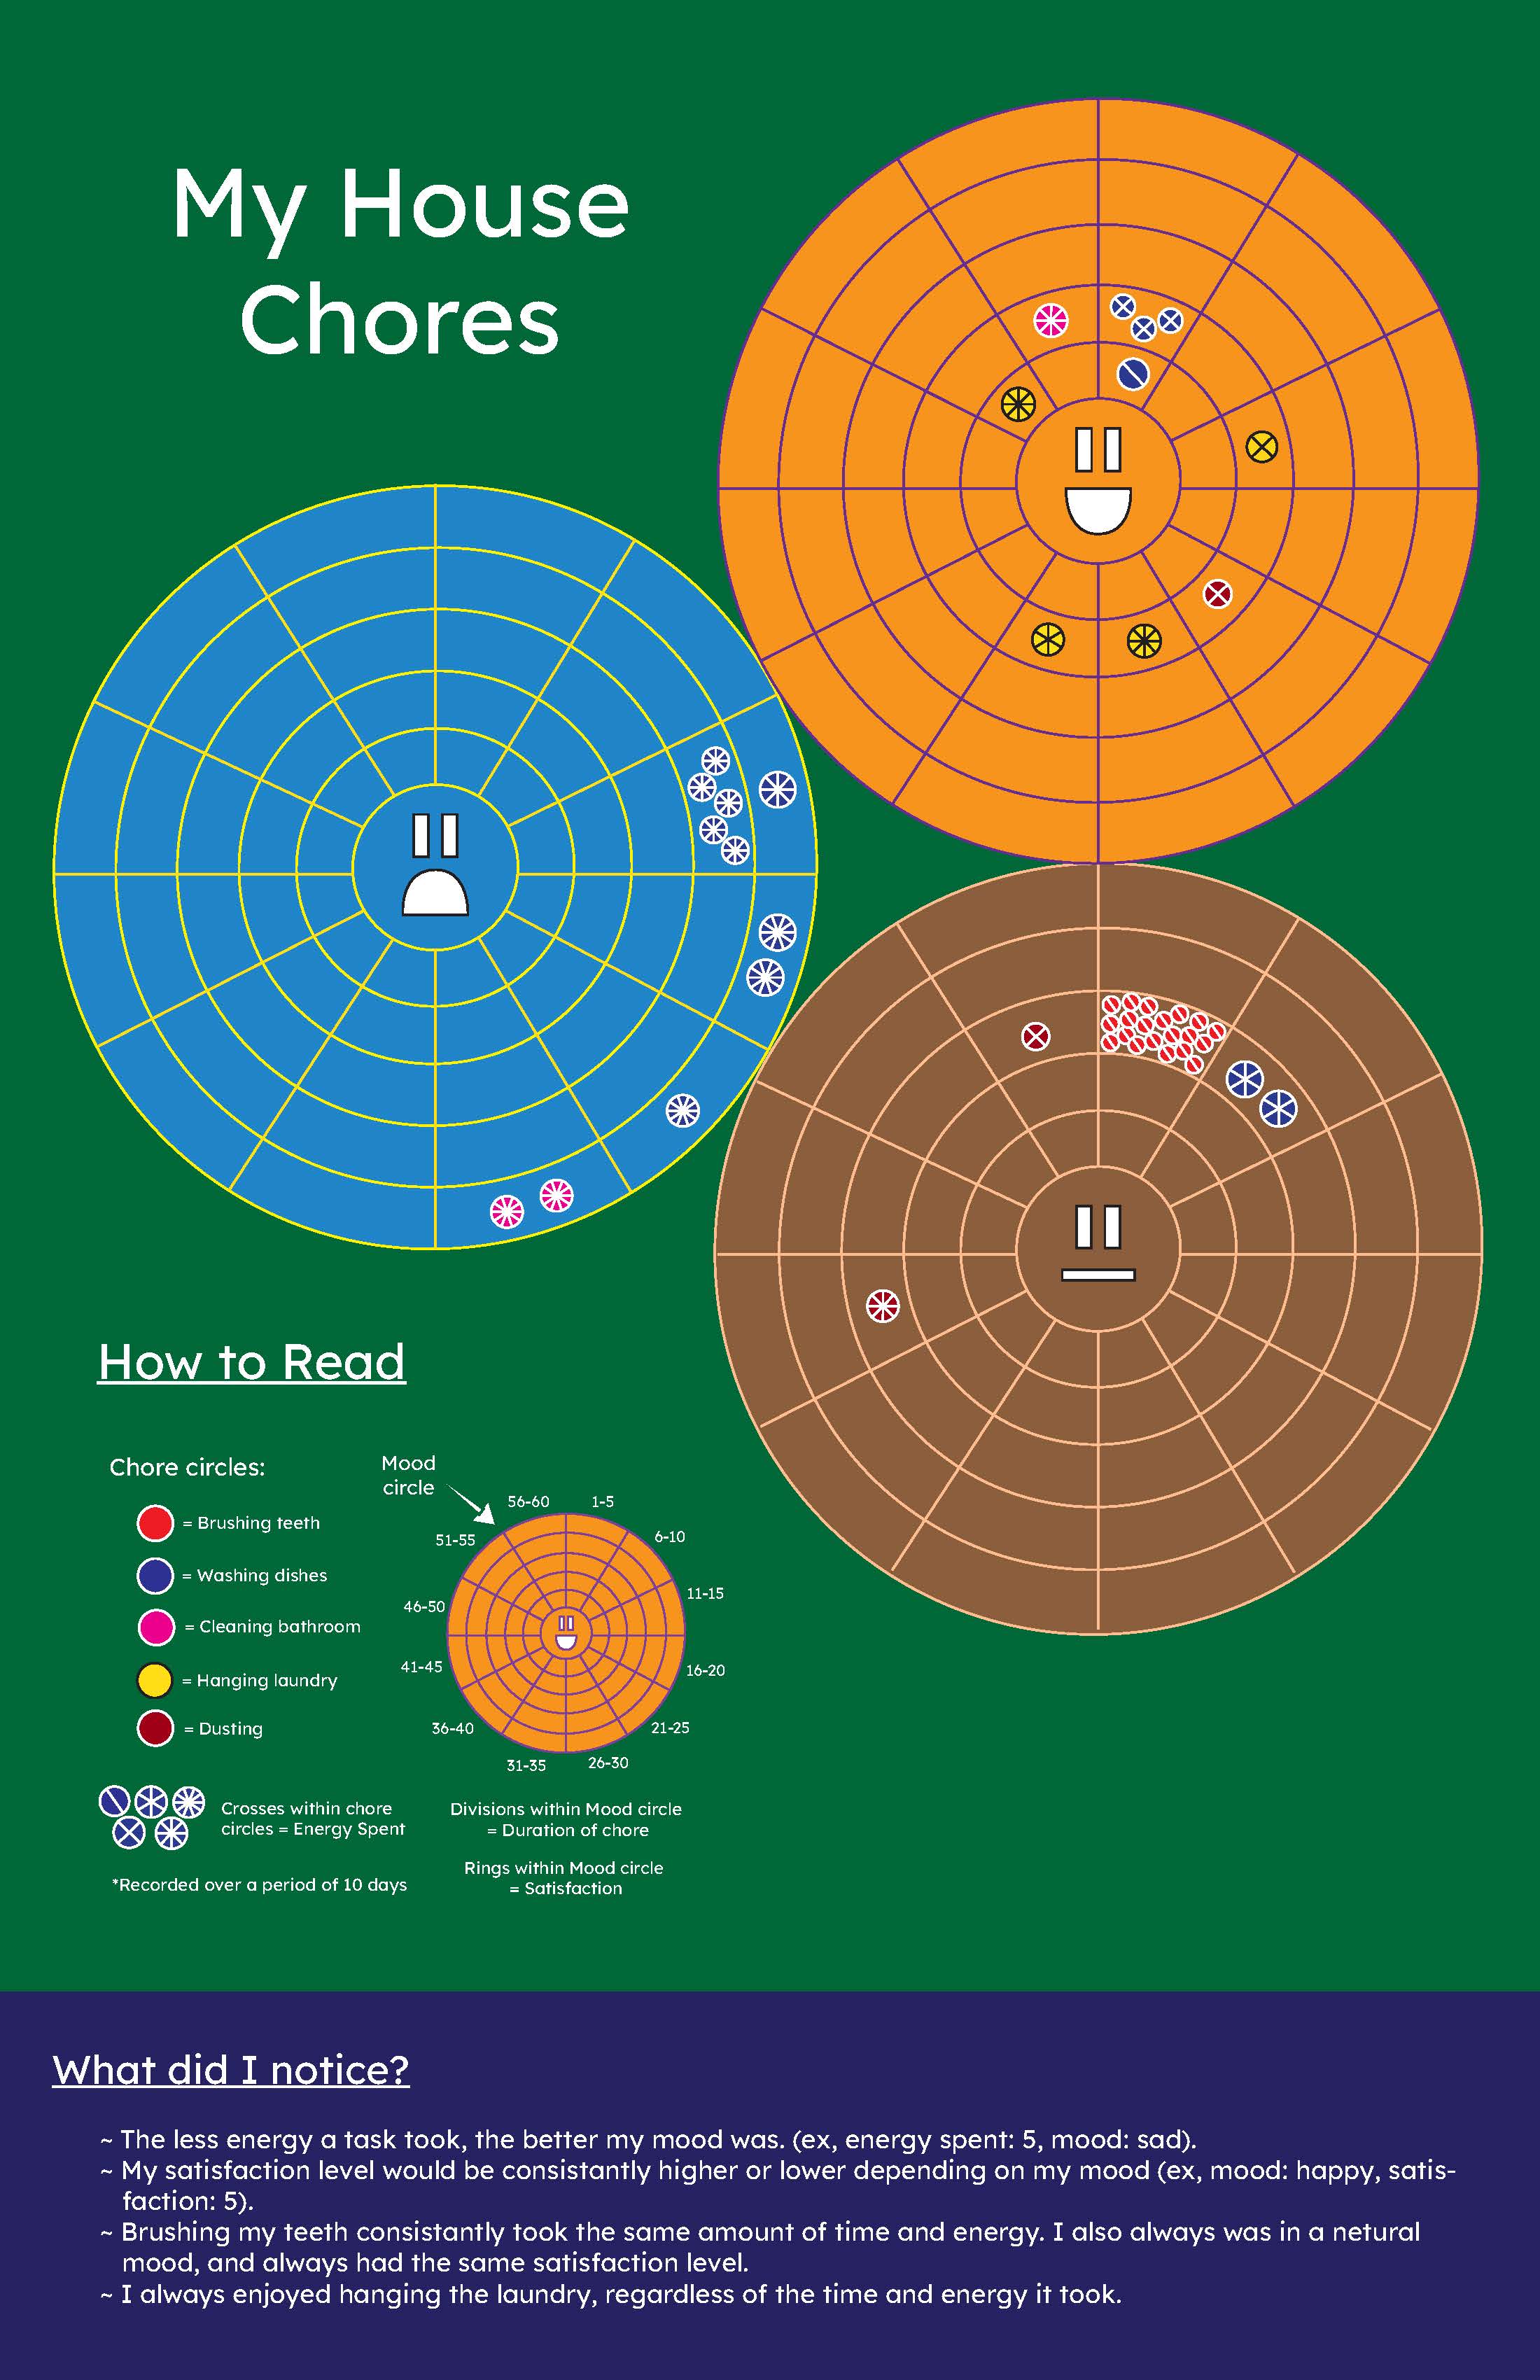 My House
Chores
How to Read
Chore circles:
= Brushing teeth
= Washing dishes
= Cleaning bathroom
= Hanging laundry
= Dusting
Crosses within chore
circles = Energy Spent
*Recorded over a period of 10 days
Mood
circle
56-60
1-5
51-55
6-10
46-50
11-15
41-45
16-20
36-40
21-25
31-35
26-30
Divisions within Mood circle
= Duration of chore
Rings within Mood circle
= Satisfaction
What did I notice?
~ The less energy a task took, the better my mood was. (ex, energy spent: 5, mood: sad).
~ My satisfaction level would be consistantly higher or lower depending on my mood (ex, mood: happy, satis-
faction: 5).
~ Brushing my teeth consistantly took the same amount of time and energy. I also always was in a netural
mood, and always had the same satisfaction level.
~ I always enjoyed hanging the laundry, regardless of the time and energy it took.